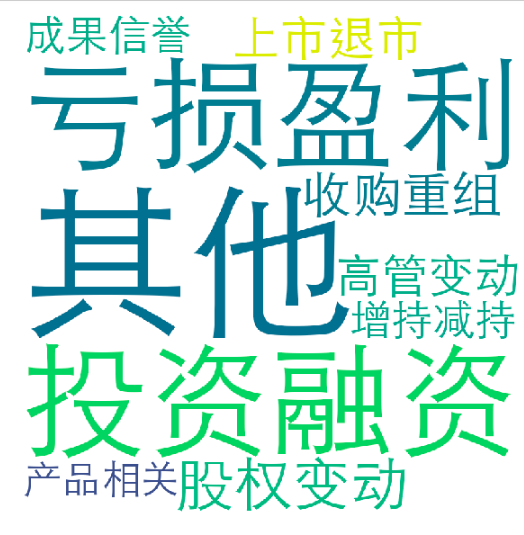 成果信誉
上市退市
亏损盈利
收购重组
其他
高管变动
增持减持
投资融资
产品相关
股权变动